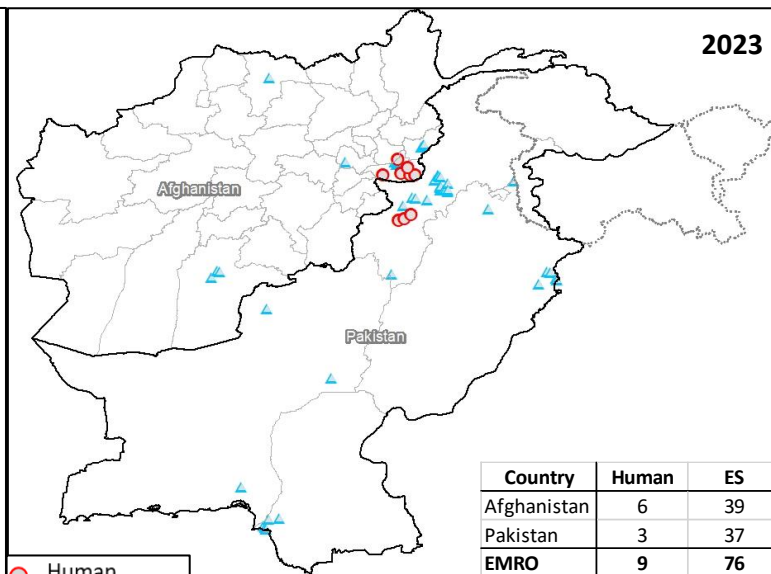 2023
Afghanistan
Pakistan
Country Human ES
Afghanistan 6 39
Pakistan 3 37
EMRO 9 76
Human